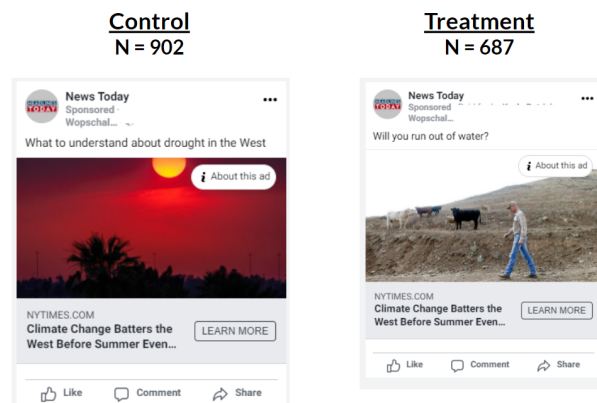 Control
N = 902
News Today
Sponsored ·
Wopschal...
What to understand about drought in the West
i About this ad
NYTIMES.COM
Climate Change Batters the
West Before Summer Even...
LEARN MORE
Like Comment Share
Treatment
N = 687
News Today
Sponsored
Wopschal...
Will you run out of water?
i About this ad
NYTIMES.COM
Climate Change Batters the
West Before Summer Even...
LEARN MORE
Like Comment Share